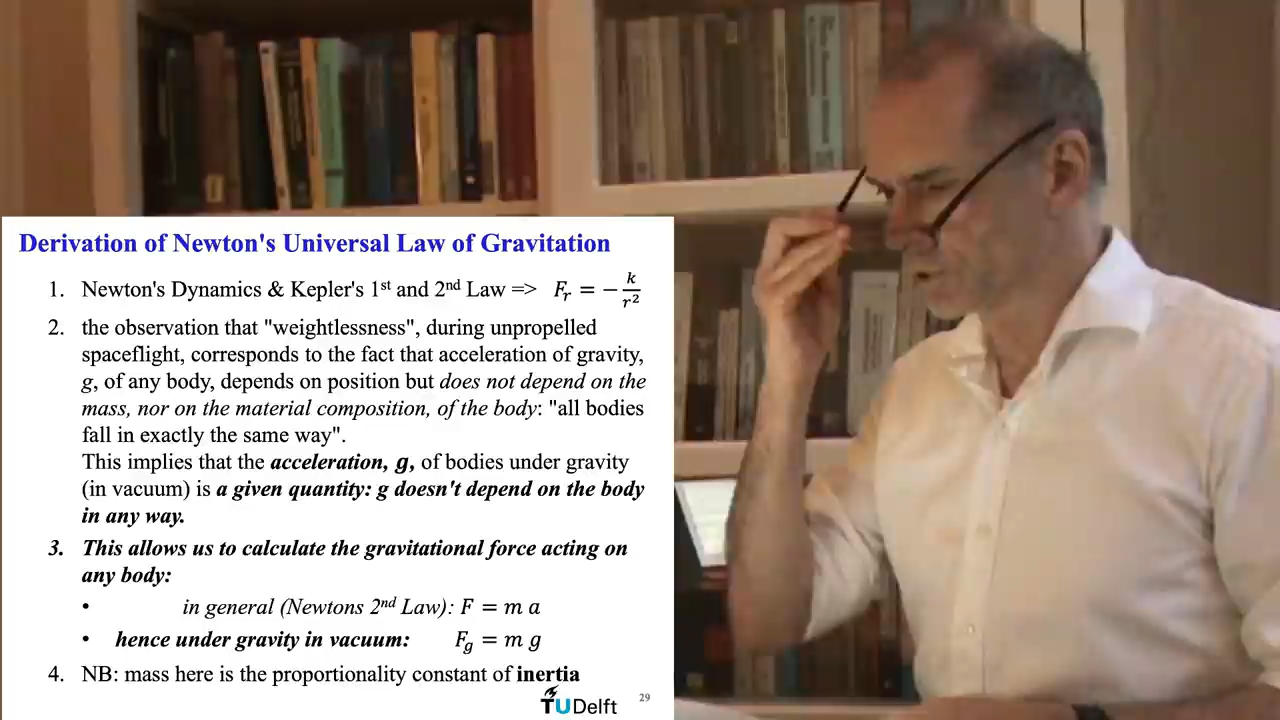 Derivation of Newton's Universal Law of Gravitation
1. Newton's Dynamics & Kepler's 1st and 2nd Law => Fᵣ = − k/r²
2. the observation that "weightlessness", during unpropelled
spaceflight, corresponds to the fact that acceleration of gravity,
g, of any body, depends on position but does not depend on the
mass, nor on the material composition, of the body: "all bodies
fall in exactly the same way".
This implies that the acceleration, g, of bodies under gravity
(in vacuum) is a given quantity: g doesn't depend on the body
in any way.
3. This allows us to calculate the gravitational force acting on
any body:
• in general (Newtons 2nd Law): F = m a
• hence under gravity in vacuum: F_g = m g
4. NB: mass here is the proportionality constant of inertia
TUDelft
29